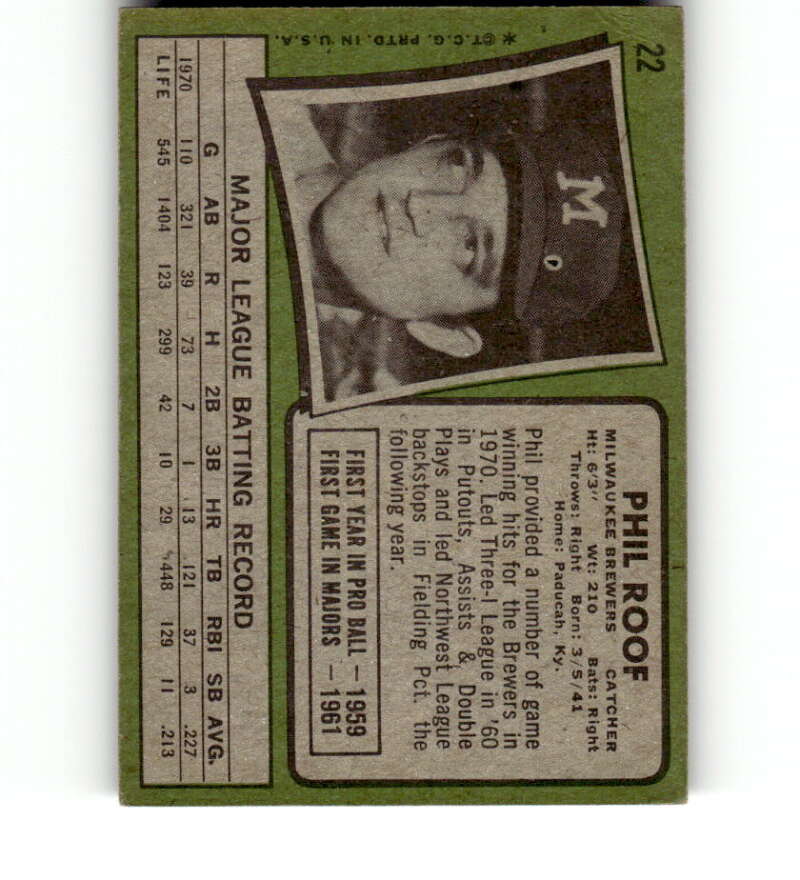 22
* ©T.C.G. PRTD. IN U.S.A.
M
PHIL ROOF
MILWAUKEE BREWERS CATCHER
Ht: 6'3" Wt: 210 Bats: Right
Throws: Right Born: 3/5/41
Home: Paducah, Ky.
Phil provided a number of game
winning hits for the Brewers in
1970. Led Three-I League in '60
in Putouts, Assists & Double
Plays and led Northwest League
backstops in Fielding Pct. the
following year.
FIRST YEAR IN PRO BALL — 1959
FIRST GAME IN MAJORS — 1961
MAJOR LEAGUE BATTING RECORD
G AB R H 2B 3B HR TB RBI SB AVG.
1970 110 321 39 73 7 1 13 121 37 3 .227
LIFE 545 1404 123 299 42 10 29 448 129 11 .213